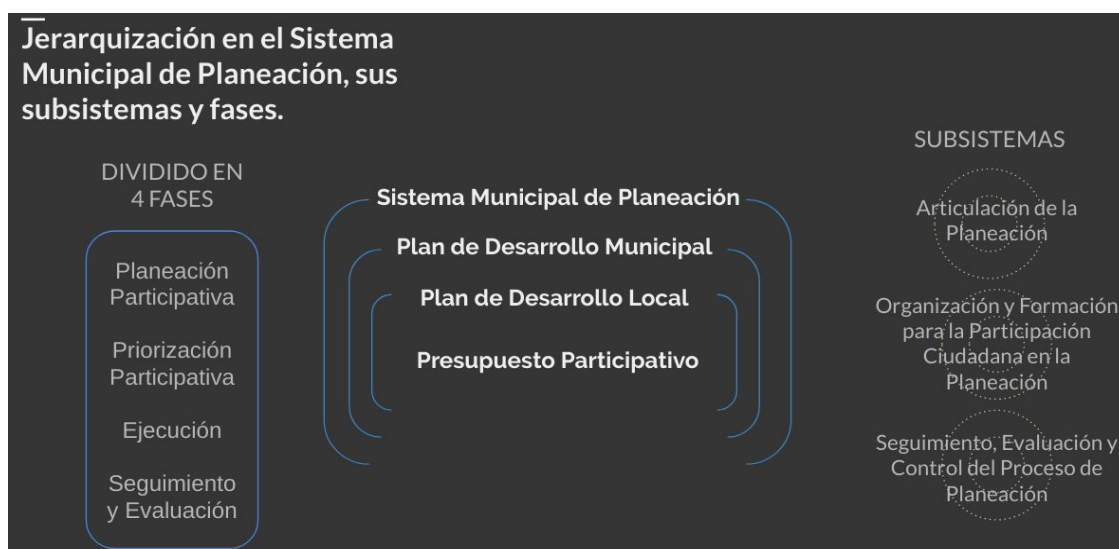 Jerarquización en el Sistema
Municipal de Planeación, sus
subsistemas y fases.
DIVIDIDO EN
4 FASES
Planeación
Participativa
Priorización
Participativa
Ejecución
Seguimiento
y Evaluación
Sistema Municipal de Planeación
Plan de Desarrollo Municipal
Plan de Desarrollo Local
Presupuesto Participativo
SUBSISTEMAS
Articulación de la
Planeación
Organización y Formación
para la Participación
Ciudadana en la
Planeación
Seguimiento, Evaluación y
Control del Proceso de
Planeación